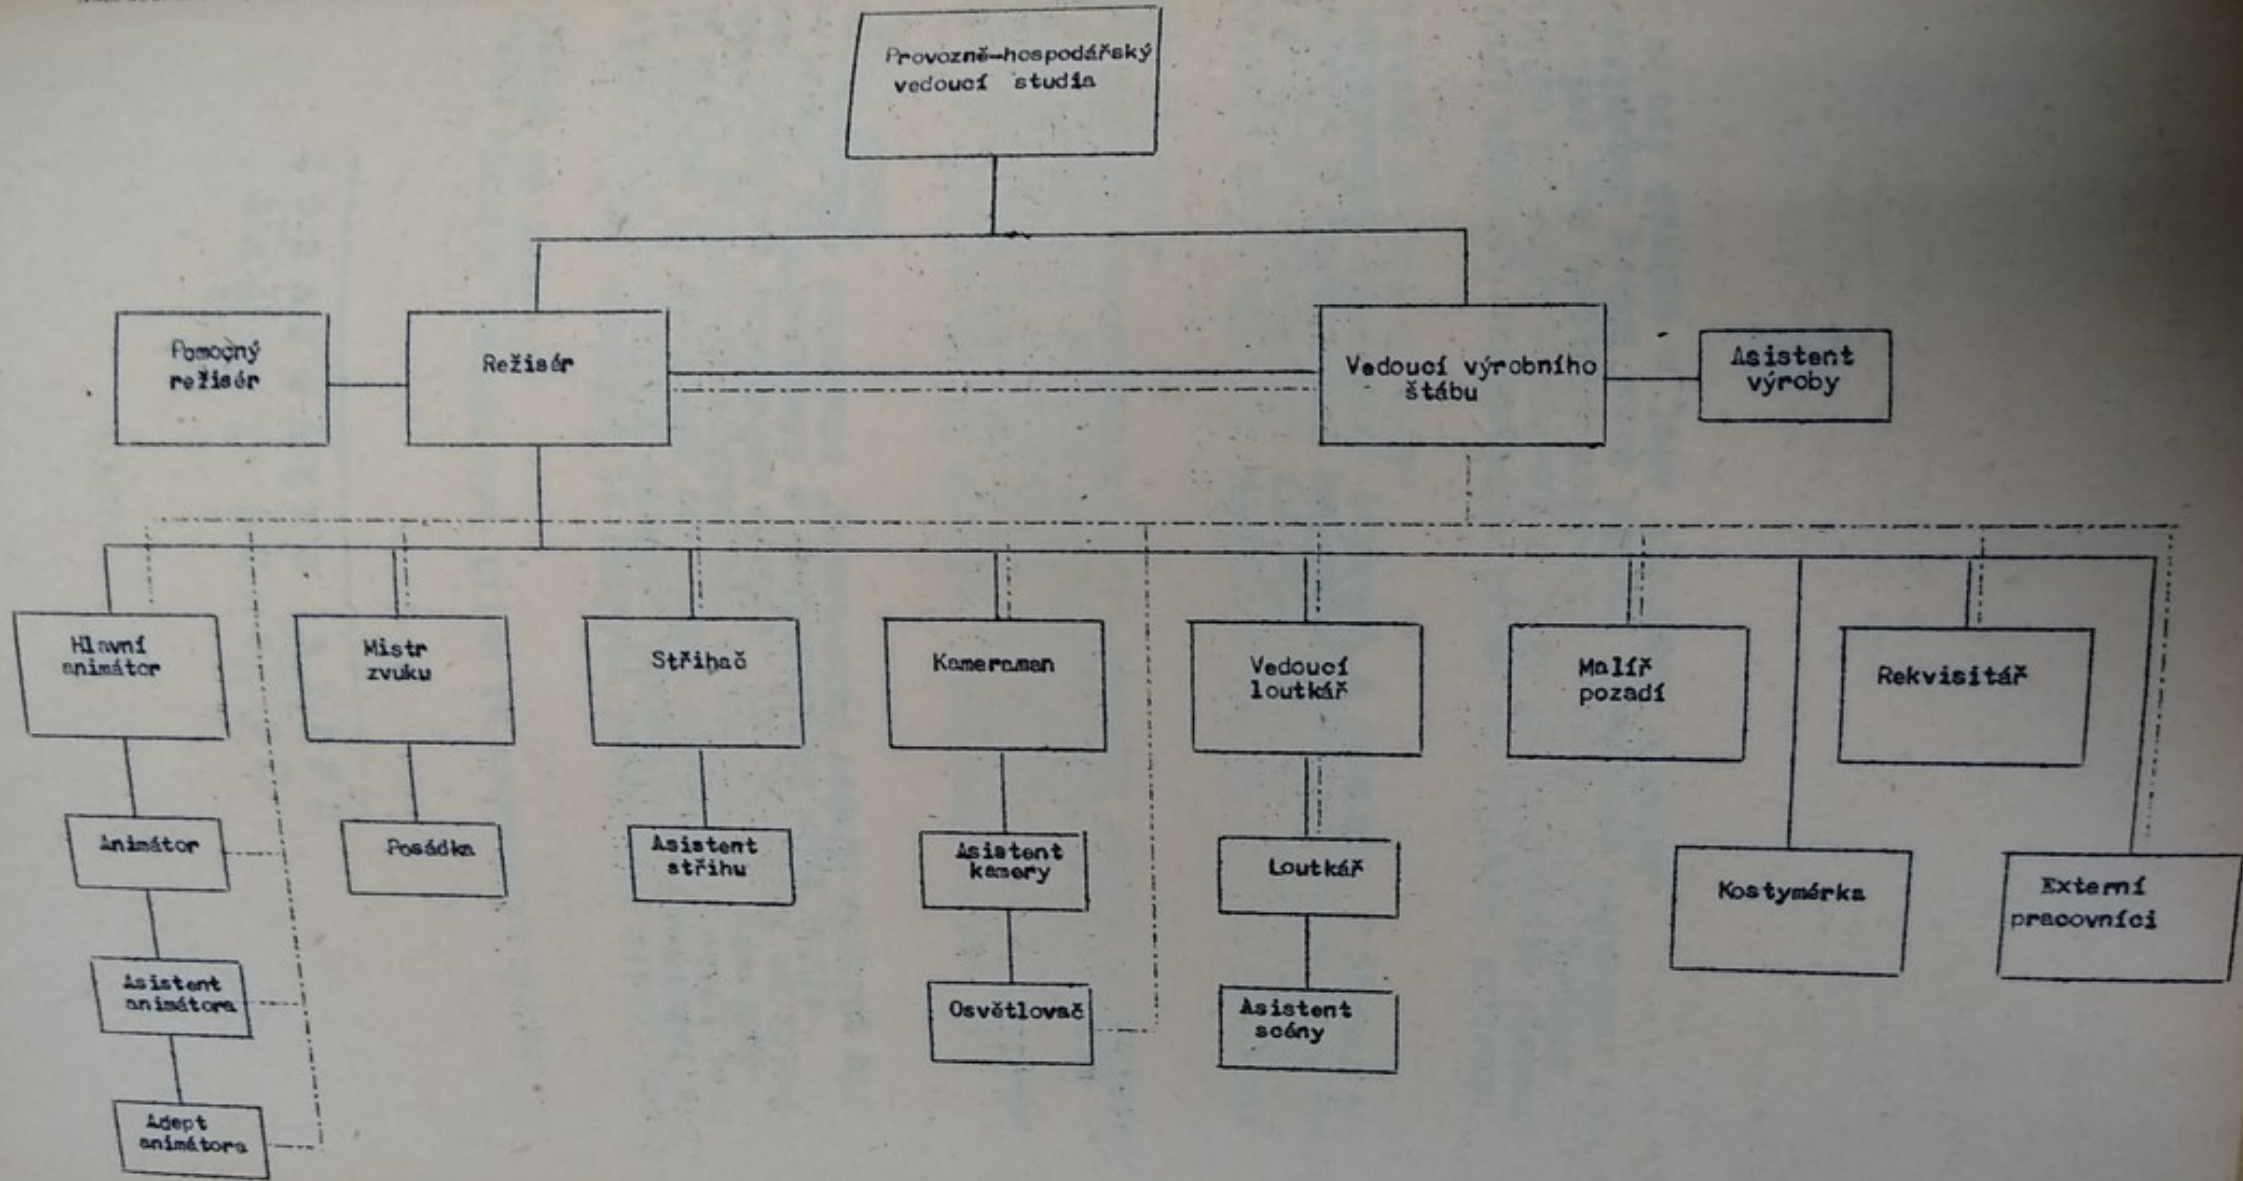 Provozně-hospodářský
vedoucí studia
Pomocný
režisér
Režisér
Vedoucí výrobního
štábu
Asistent
výroby
Hlavní
animátor
Mistr
zvuku
Střihač
Kameraman
Vedoucí
loutkář
Malíř
pozadí
Rekvisitář
Animátor
Posádka
Asistent
střihu
Asistent
kamery
Loutkář
Kostymérka
Externí
pracovníci
Asistent
animátora
Osvětlovač
Asistent
scény
Adept
animátora